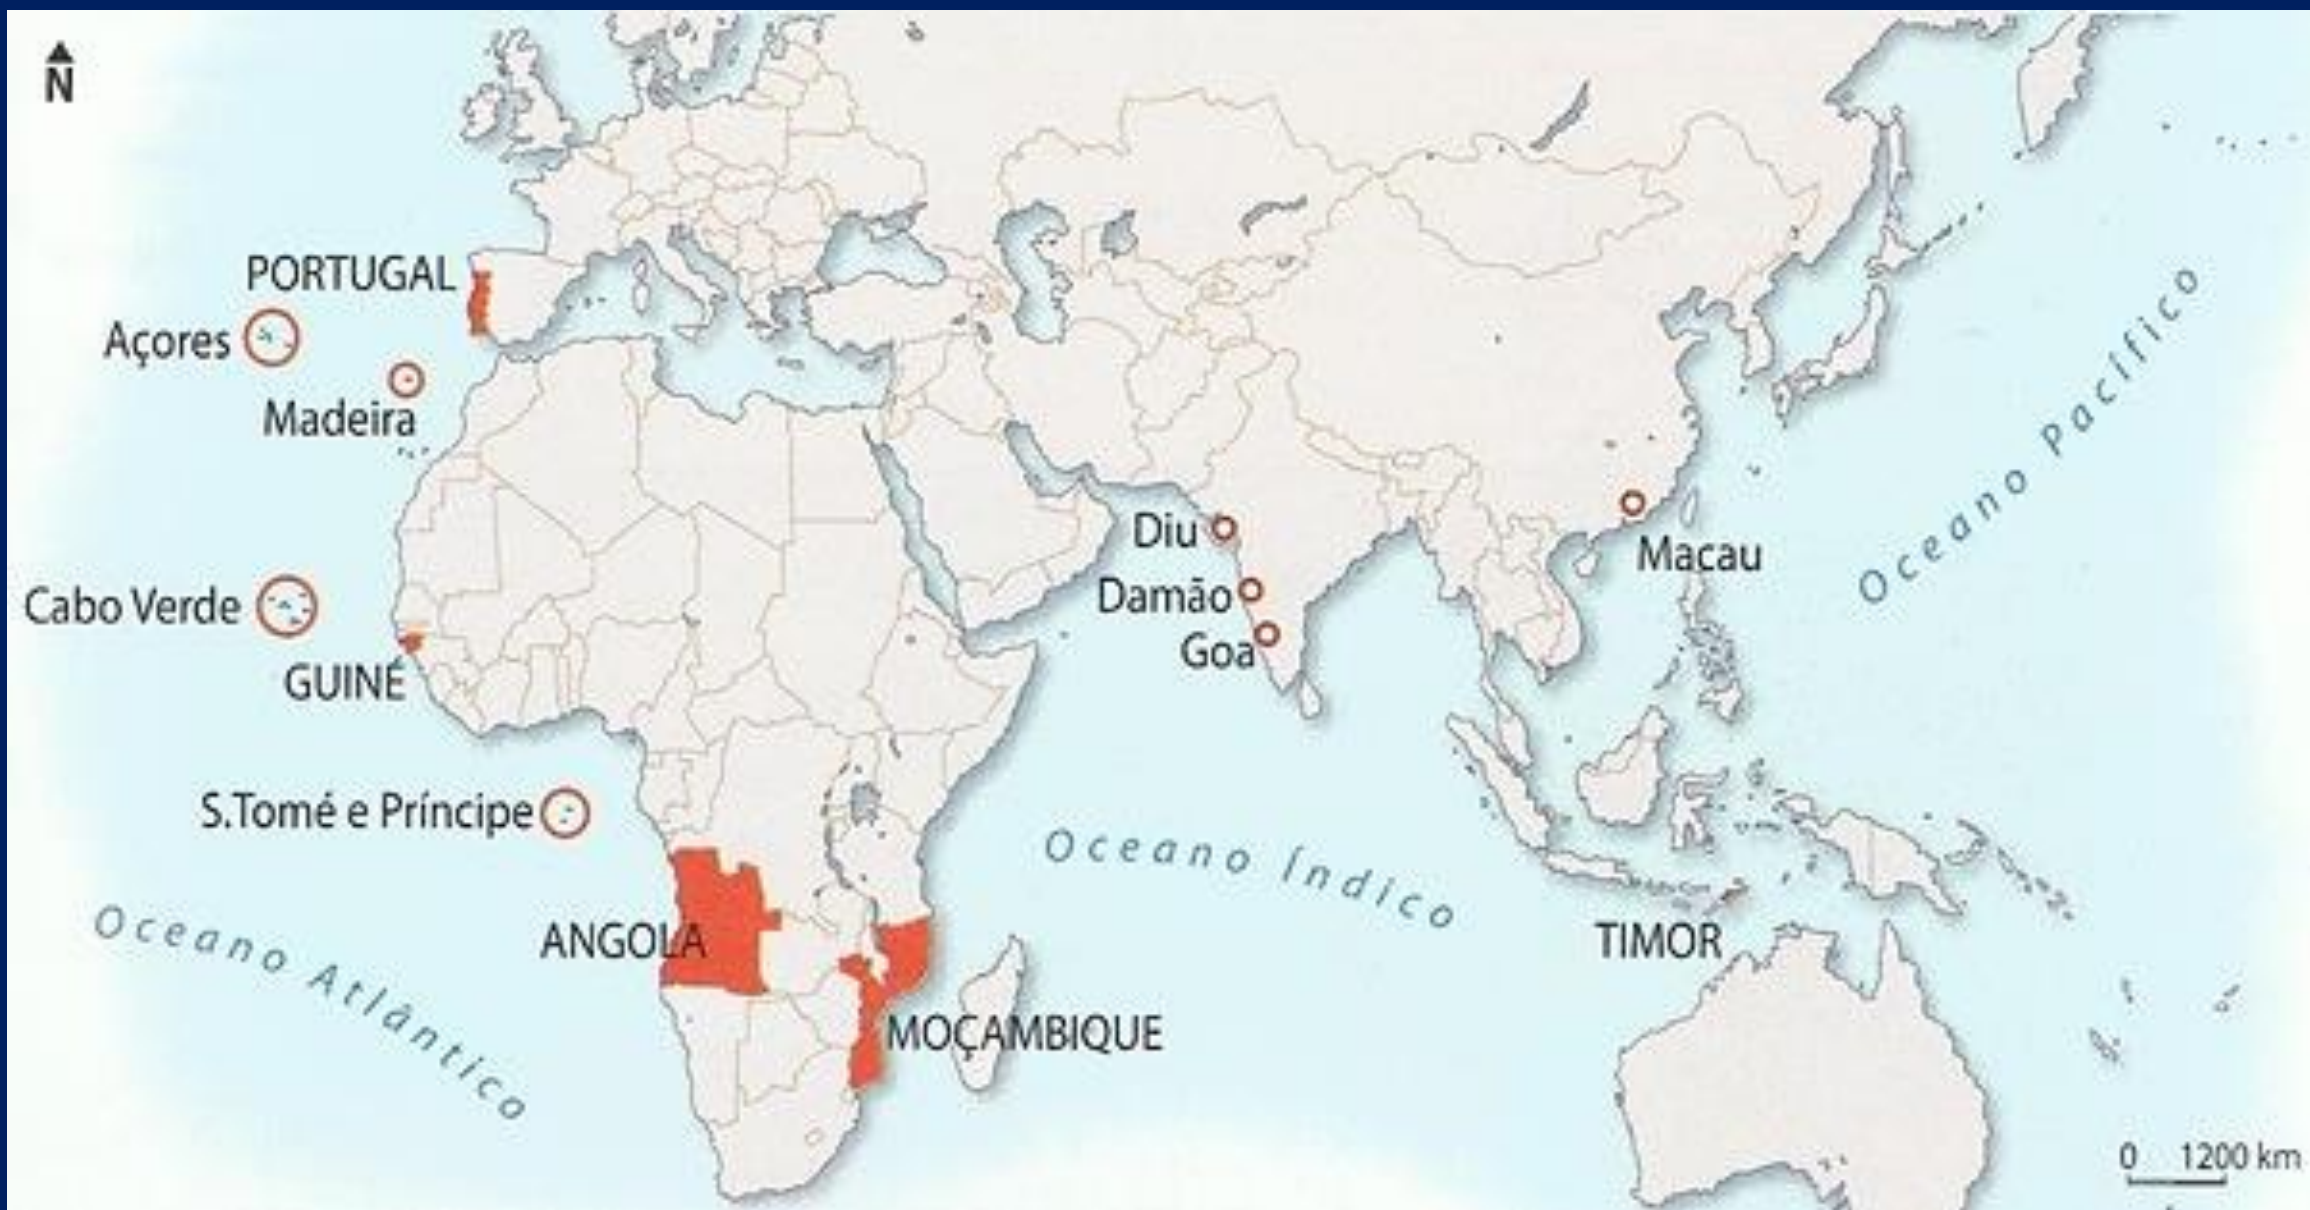 N
PORTUGAL
Açores
Madeira
Diu
Macau
Damão
Goa
Cabo Verde
GUINÉ
S.Tomé e Príncipe
Oceano Pacífico
Oceano Índico
Oceano Atlântico
ANGOLA
TIMOR
MOÇAMBIQUE
0 1200 km